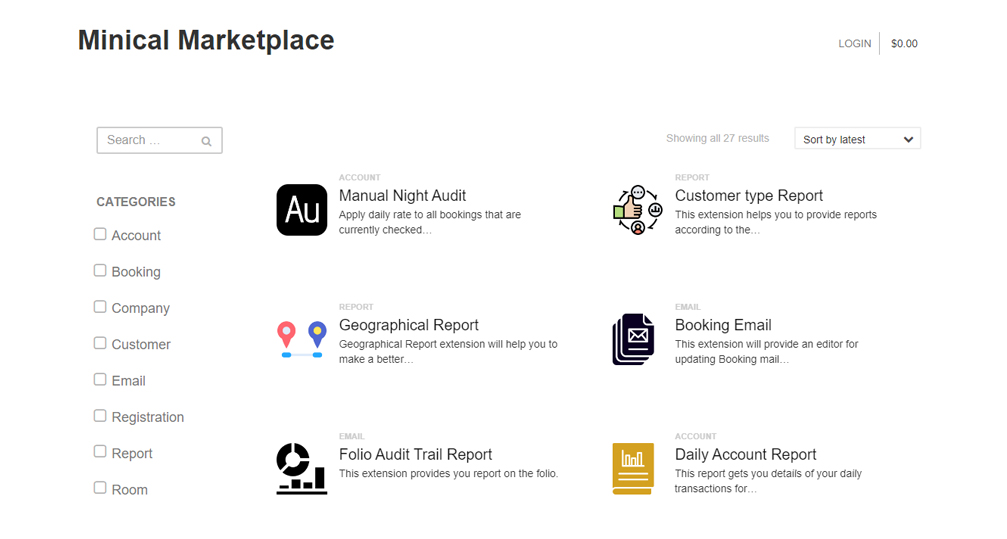 Minical Marketplace
LOGIN
$0.00
Search ...
Showing all 27 results
Sort by latest
CATEGORIES
Account
Booking
Company
Customer
Email
Registration
Report
Room
ACCOUNT
Au
Manual Night Audit
Apply daily rate to all bookings that are
currently checked…
REPORT
Customer type Report
This extension helps you to provide reports
according to the…
REPORT
Geographical Report
Geographical Report extension will help you to
make a better…
EMAIL
Booking Email
This extension will provide an editor for
updating Booking mail…
EMAIL
Folio Audit Trail Report
This extension provides you report on the folio.
ACCOUNT
Daily Account Report
This report gets you details of your daily
transactions for…